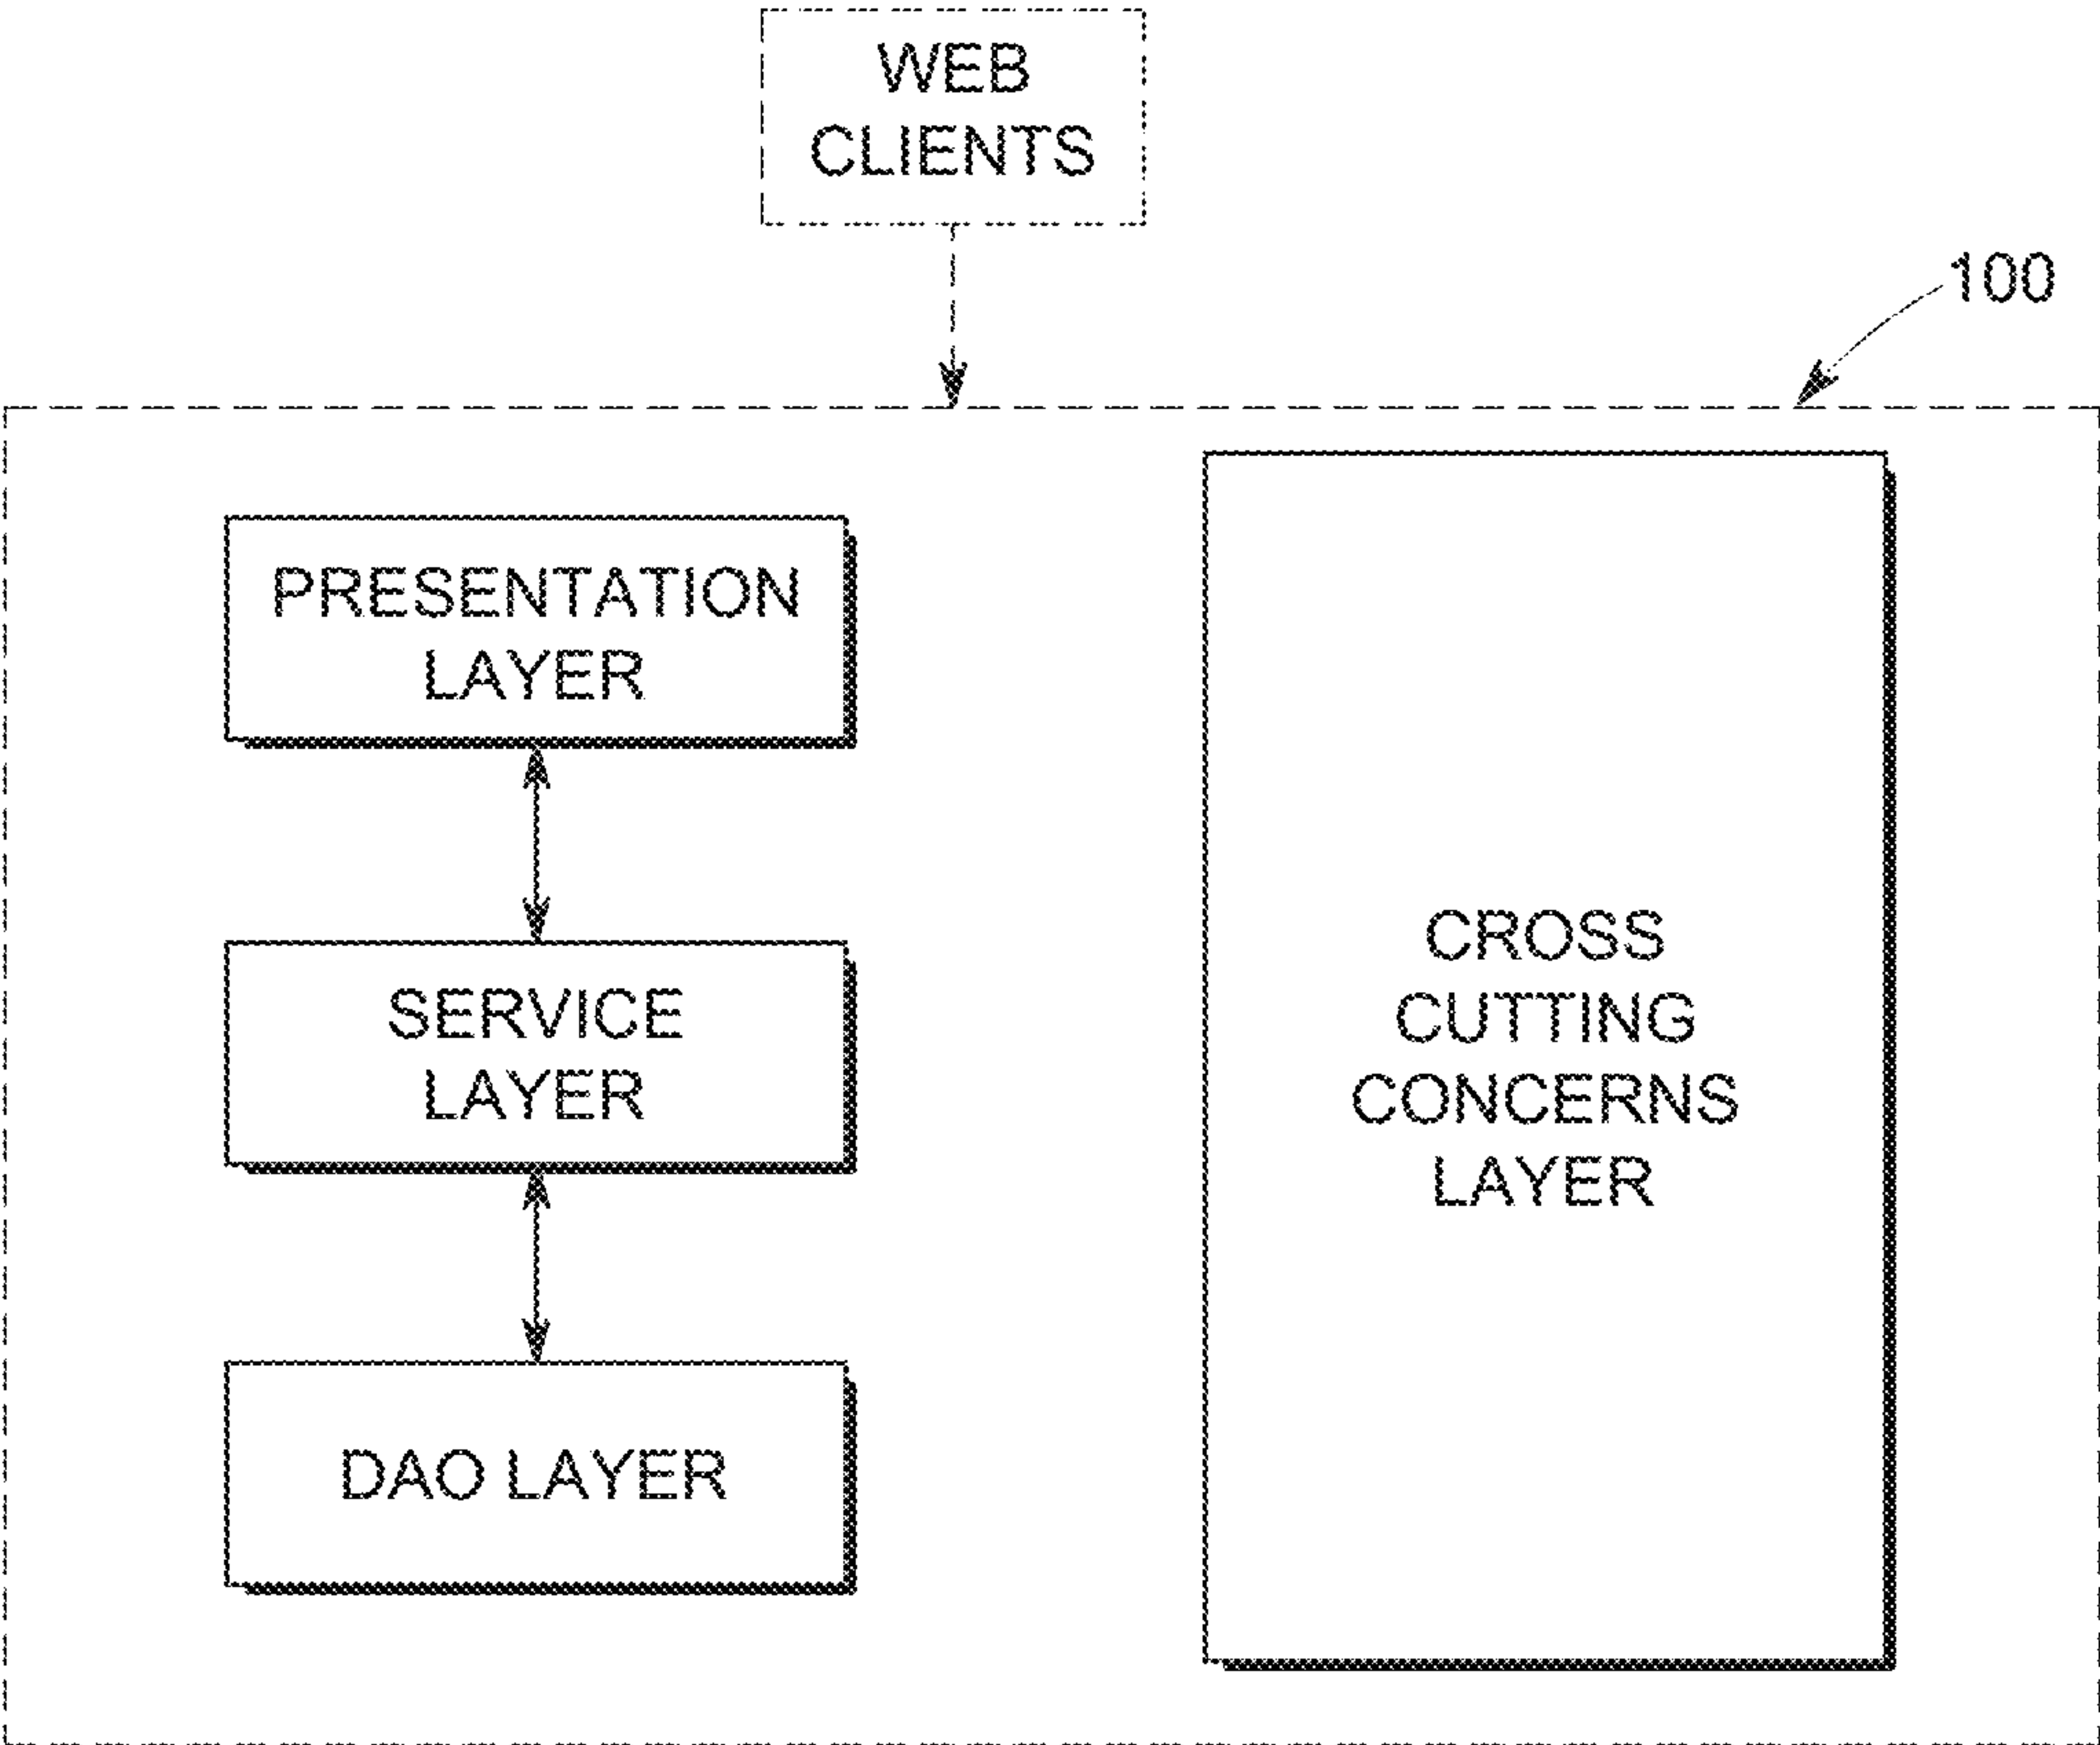 WEB
CLIENTS
100
PRESENTATION
LAYER
SERVICE
LAYER
DAO LAYER
CROSS
CUTTING
CONCERNS
LAYER